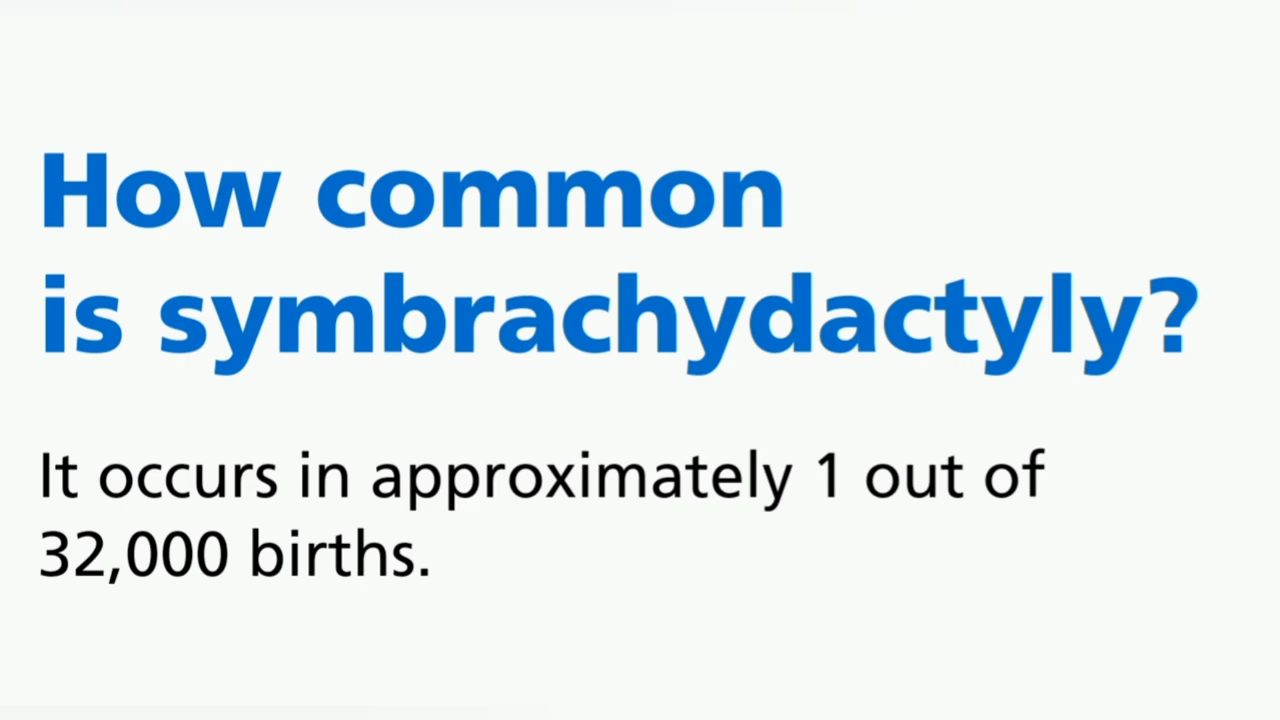 How common
is symbrachydactyly?
It occurs in approximately 1 out of
32,000 births.